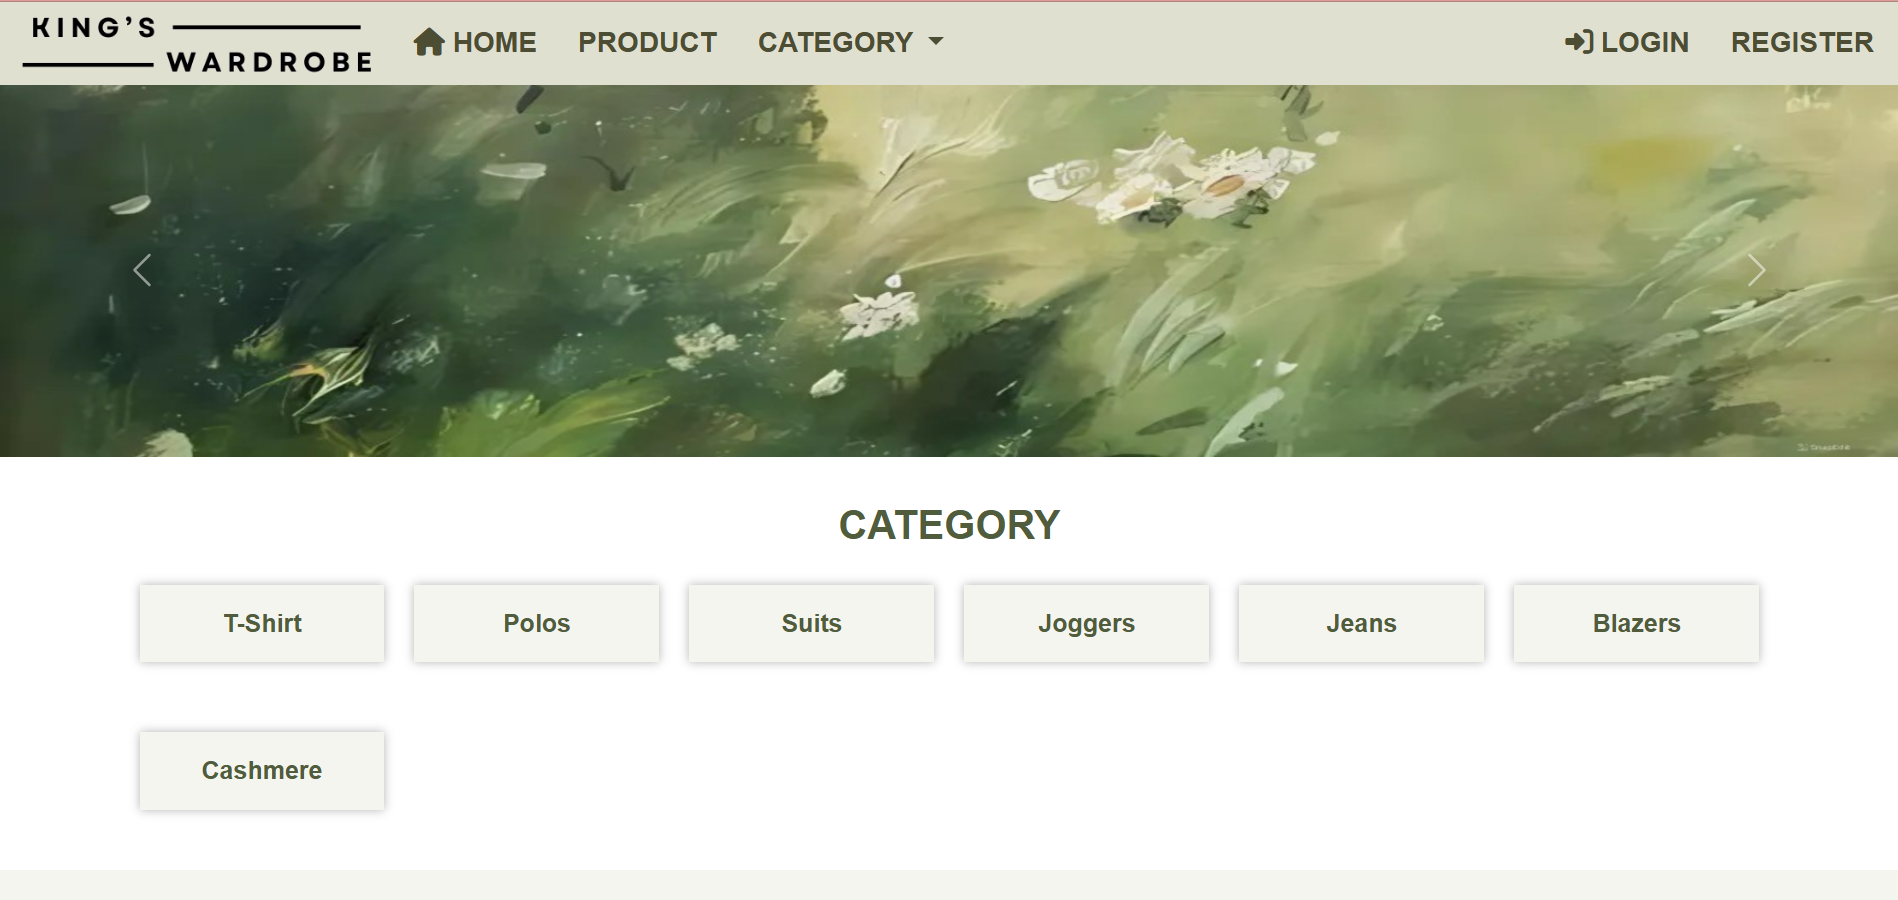 KING'S
WARDROBE
HOME PRODUCT CATEGORY LOGIN REGISTER
CATEGORY
T-Shirt Polos Suits Joggers Jeans Blazers
Cashmere